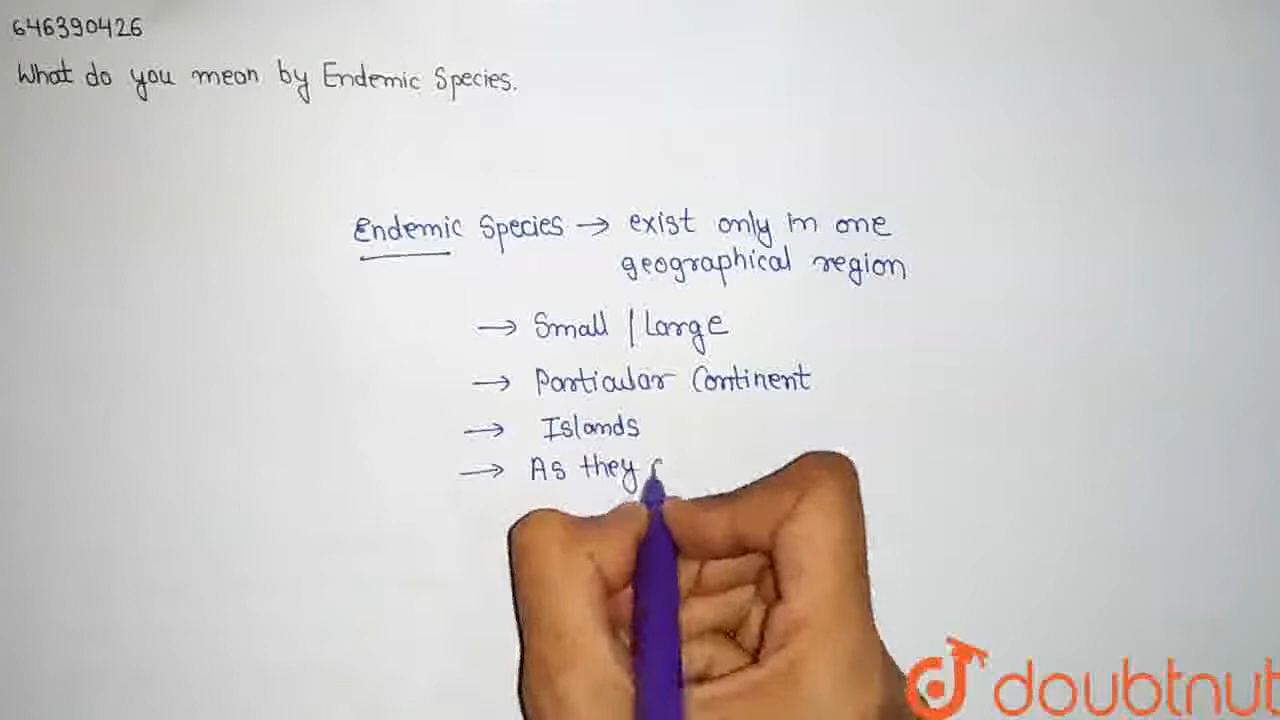 646390426
What do you mean by Endemic Species.
Endemic Species → exist only in one
geographical region
→ Small / Large
→ Particular Continent
→ Islands
→ As they
doubtnut